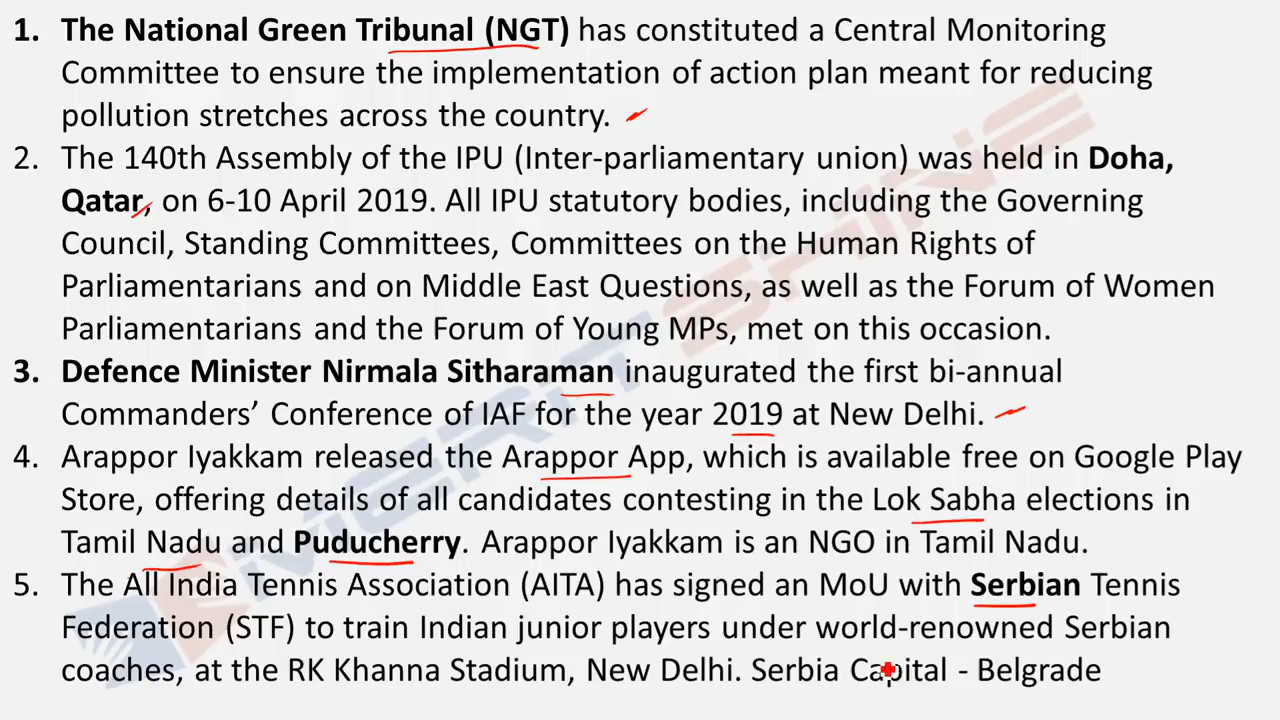 1. The National Green Tribunal (NGT) has constituted a Central Monitoring
Committee to ensure the implementation of action plan meant for reducing
pollution stretches across the country.
2. The 140th Assembly of the IPU (Inter-parliamentary union) was held in Doha,
Qatar, on 6-10 April 2019. All IPU statutory bodies, including the Governing
Council, Standing Committees, Committees on the Human Rights of
Parliamentarians and on Middle East Questions, as well as the Forum of Women
Parliamentarians and the Forum of Young MPs, met on this occasion.
3. Defence Minister Nirmala Sitharaman inaugurated the first bi-annual
Commanders’ Conference of IAF for the year 2019 at New Delhi.
4. Arappor Iyakkam released the Arappor App, which is available free on Google Play
Store, offering details of all candidates contesting in the Lok Sabha elections in
Tamil Nadu and Puducherry. Arappor Iyakkam is an NGO in Tamil Nadu.
5. The All India Tennis Association (AITA) has signed an MoU with Serbian Tennis
Federation (STF) to train Indian junior players under world-renowned Serbian
coaches, at the RK Khanna Stadium, New Delhi. Serbia Capital - Belgrade